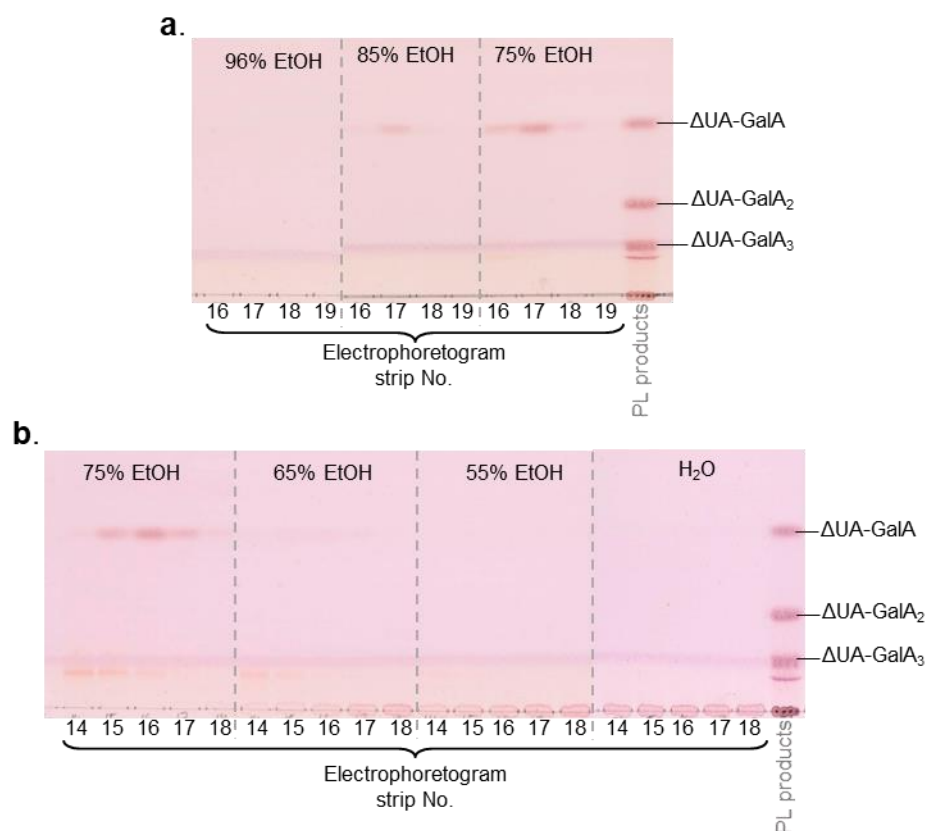 a.
96% EtOH 85% EtOH 75% EtOH
ΔUA-GalA
ΔUA-GalA₂
ΔUA-GalA₃
16 17 18 19 16 17 18 19 16 17 18 19
Electrophoretogram
strip No.
PL products
b.
75% EtOH 65% EtOH 55% EtOH H₂O
ΔUA-GalA
ΔUA-GalA₂
ΔUA-GalA₃
14 15 16 17 18 14 15 16 17 18 14 15 16 17 18 14 15 16 17 18
Electrophoretogram
strip No.
PL products